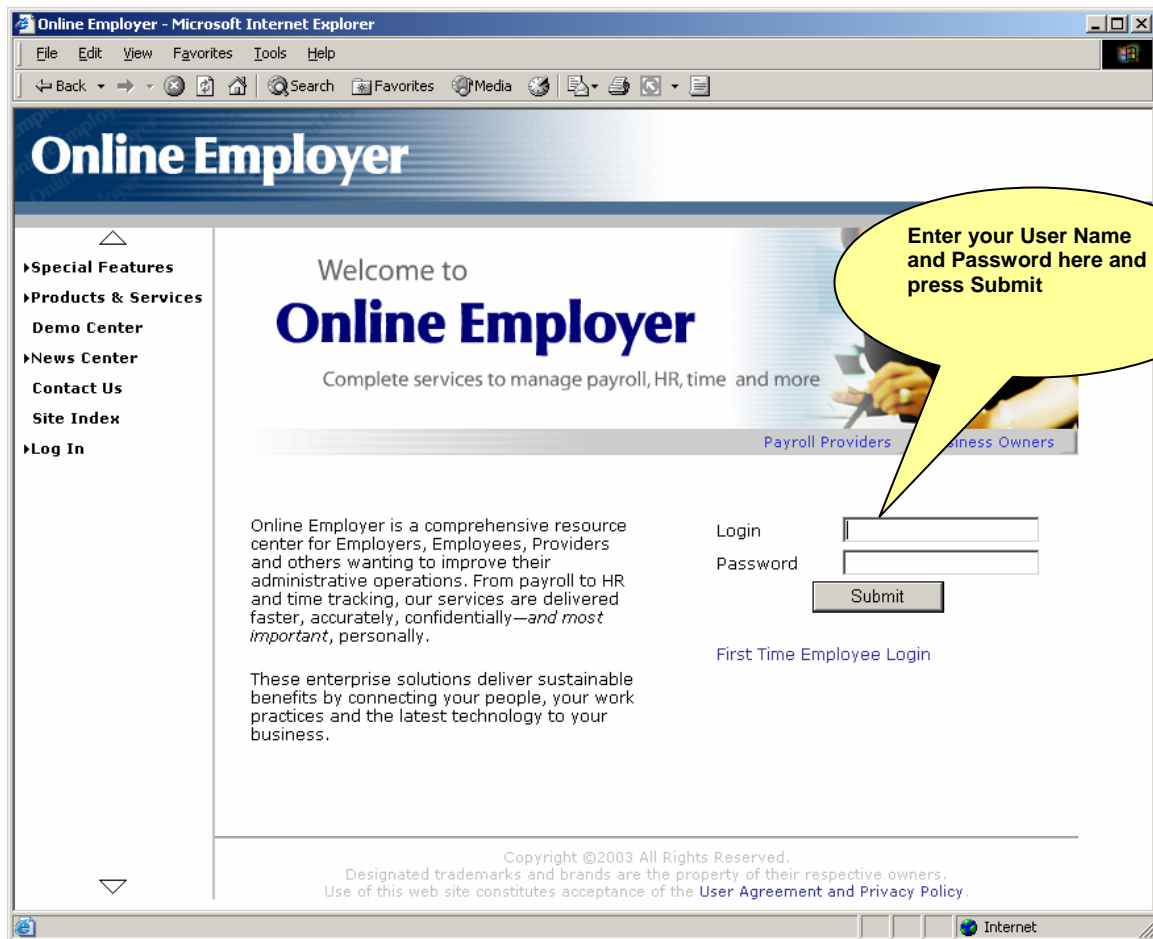 Online Employer - Microsoft Internet Explorer
File Edit View Favorites Tools Help
Back Search Favorites Media
Online Employer
Special Features
Products & Services
Demo Center
News Center
Contact Us
Site Index
Log In
Welcome to
Online Employer
Complete services to manage payroll, HR, time and more
Enter your User Name
and Password here and
press Submit
Payroll Providers
Owners
Online Employer is a comprehensive resource
center for Employers, Employees, Providers
and others wanting to improve their
administrative operations. From payroll to HR
and time tracking, our services are delivered
faster, accurately, confidentially—and most
important, personally.
These enterprise solutions deliver sustainable
benefits by connecting your people, your work
practices and the latest technology to your
business.
Login
Password
Submit
First Time Employee Login
Copyright ©2003 All Rights Reserved.
Designated trademarks and brands are the property of their respective owners.
Use of this web site constitutes acceptance of the User Agreement and Privacy Policy.
Internet